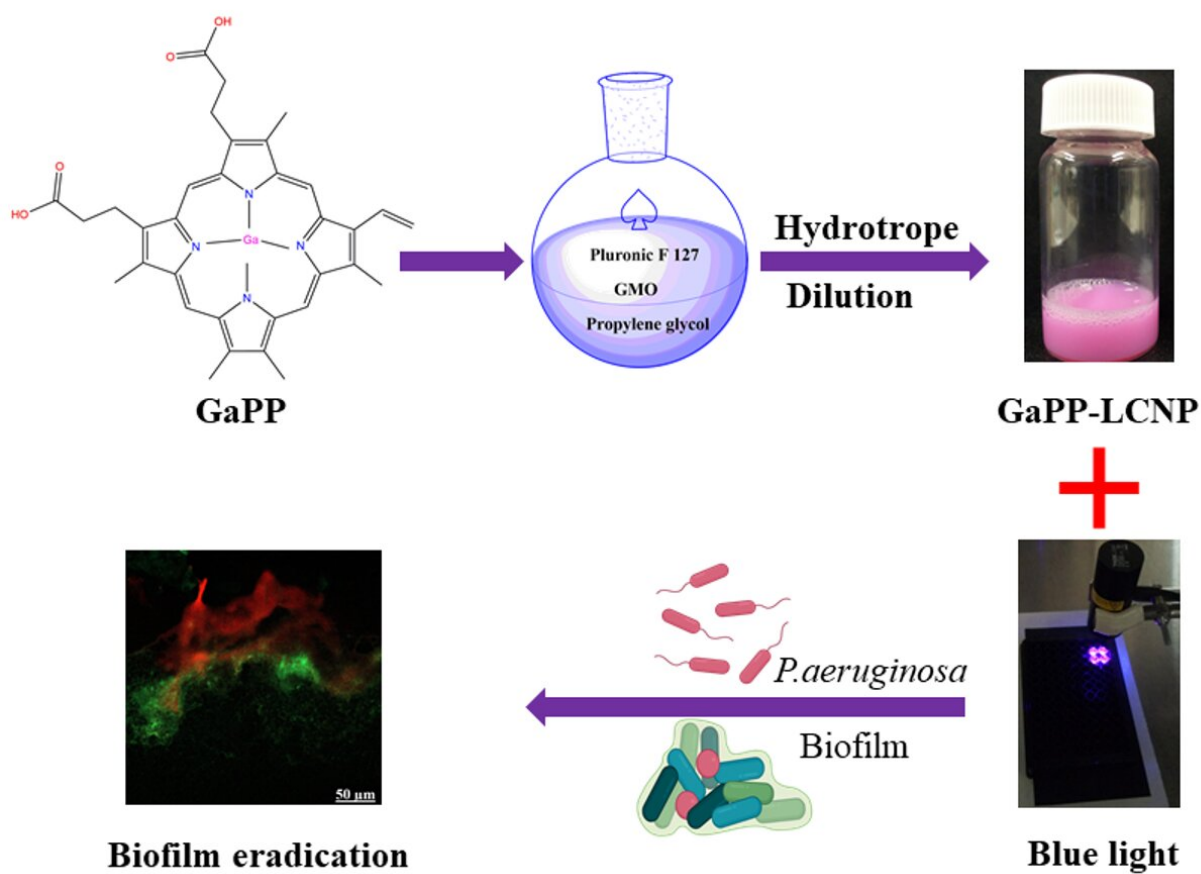 OH
O
O
HO
N
N
Ga
N
N
GaPP
Pluronic F 127
GMO
Propylene glycol
Hydrotrope
Dilution
GaPP-LCNP
P.aeruginosa
Biofilm
50 µm
Biofilm eradication
Blue light